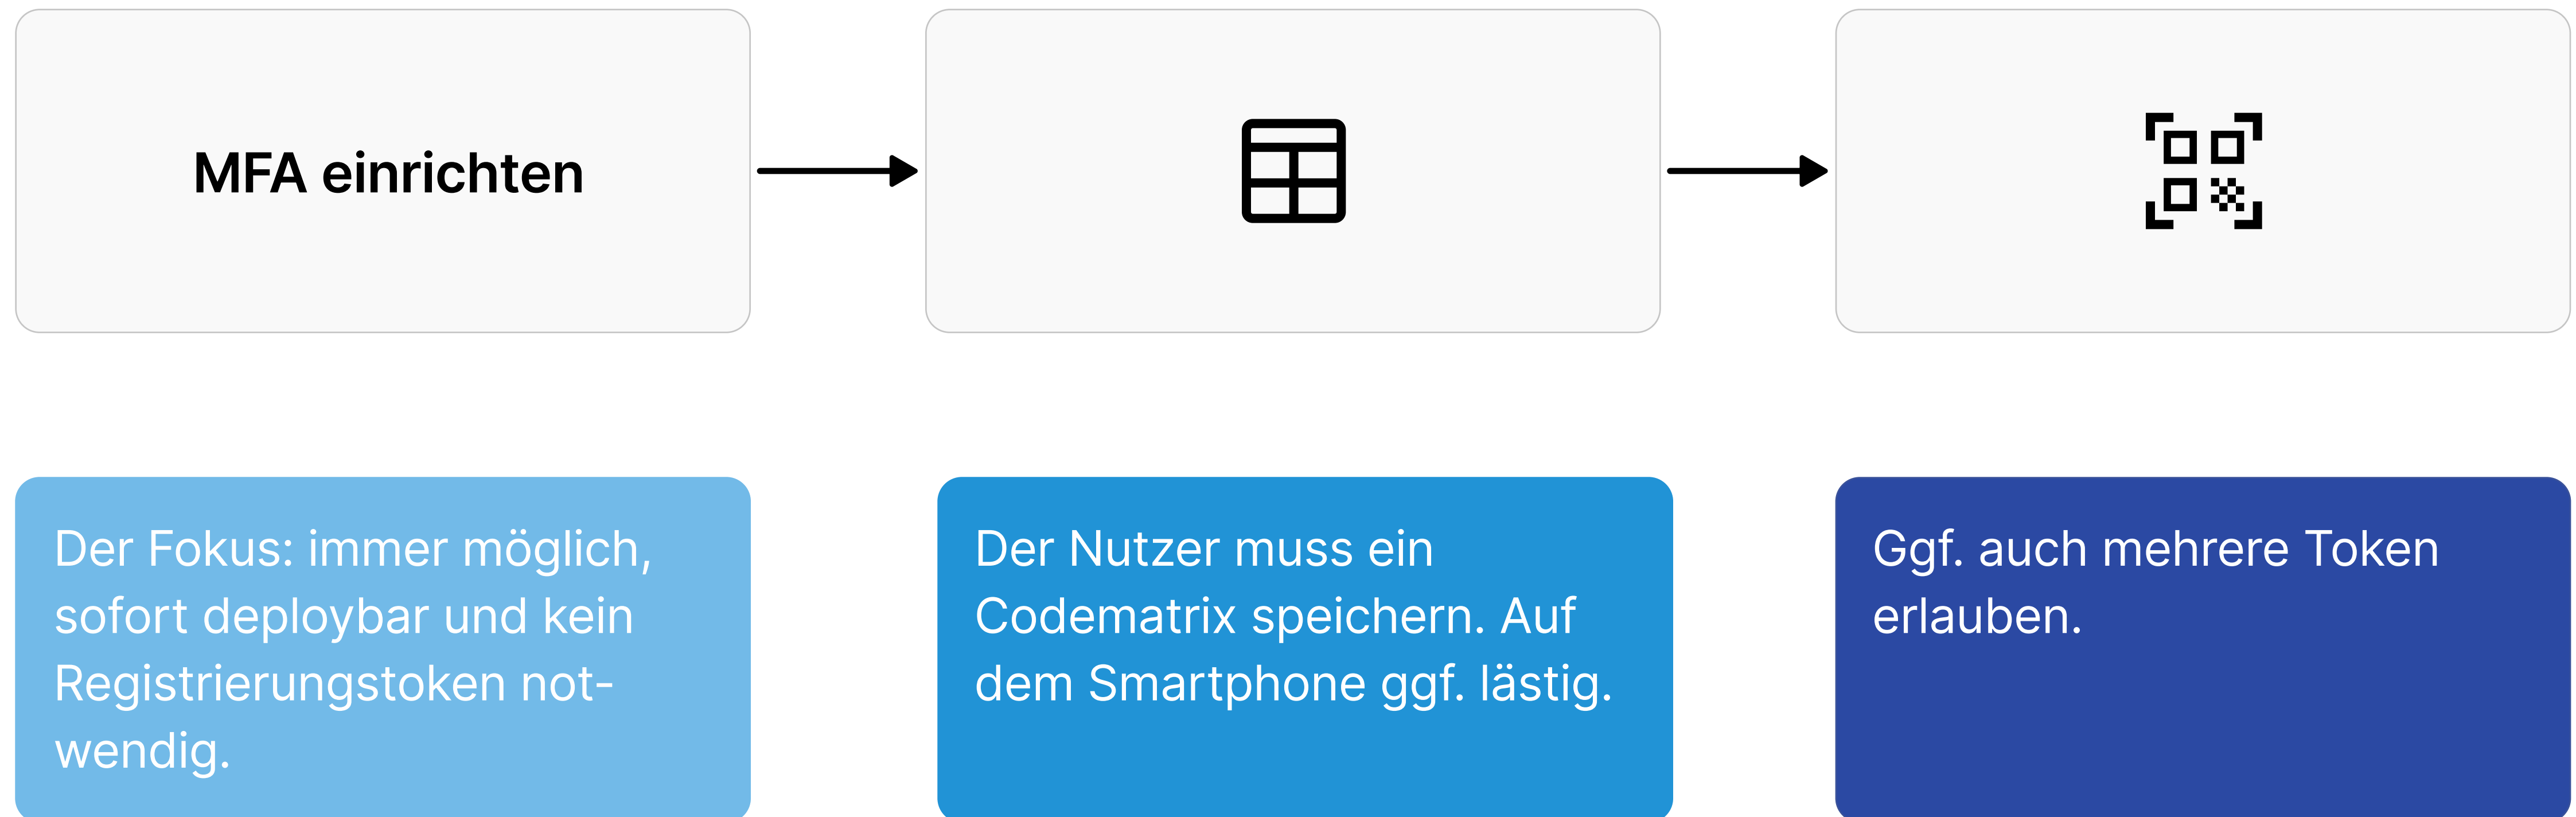 MFA einrichten
Der Fokus: immer möglich,
sofort deploybar und kein
Registrierungstoken not-
wendig.
Der Nutzer muss ein
Codematrix speichern. Auf
dem Smartphone ggf. lästig.
Ggf. auch mehrere Token
erlauben.